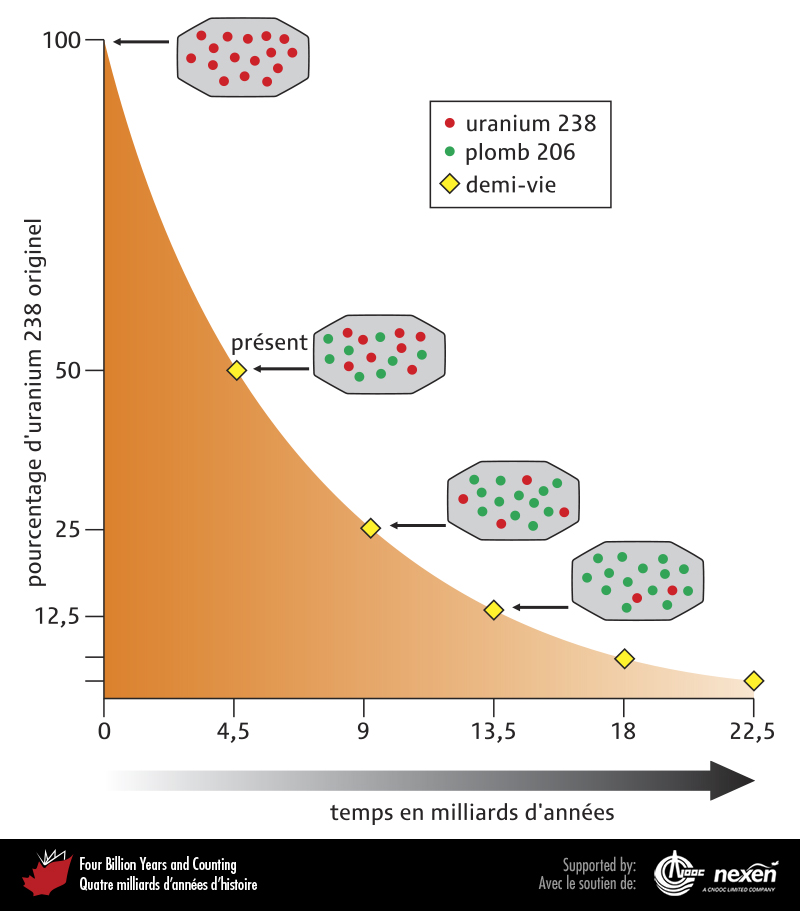 100
uranium 238
plomb 206
demi-vie
pourcentage d'uranium 238 originel
présent
50
25
12,5
0 4,5 9 13,5 18 22,5
temps en milliards d'années
Four Billion Years and Counting
Quatre milliards d'années d'histoire
Supported by:
Avec le soutien de:
CNOOC nexen
A CNOOC LIMITED COMPANY